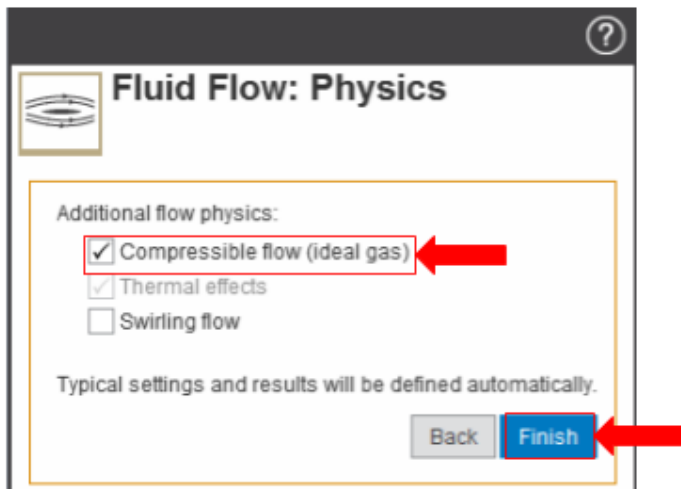 ?
Fluid Flow: Physics
Additional flow physics:
Compressible flow (ideal gas)
Thermal effects
Swirling flow
Typical settings and results will be defined automatically.
Back Finish